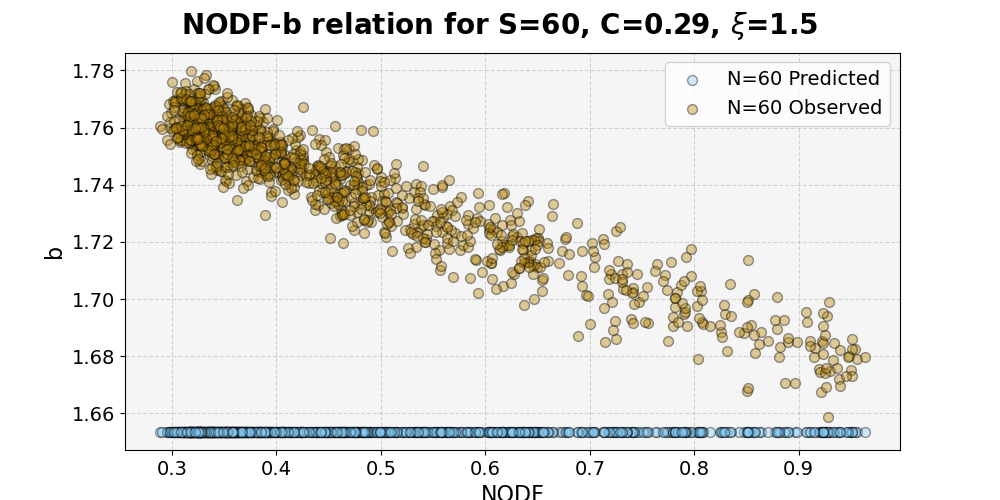 NODF-b relation for S=60, C=0.29, ξ=1.5
N=60 Predicted
N=60 Observed
b
1.78
1.76
1.74
1.72
1.70
1.68
1.66
0.3 0.4 0.5 0.6 0.7 0.8 0.9
NODF